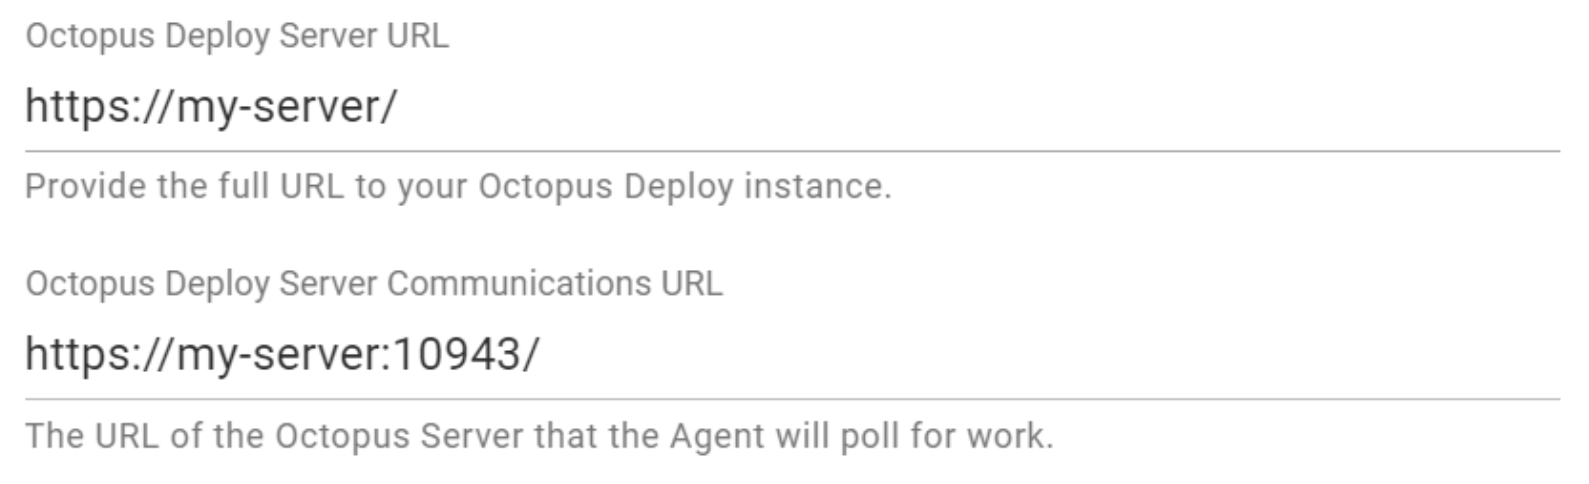 Octopus Deploy Server URL
https://my-server/
Provide the full URL to your Octopus Deploy instance.
Octopus Deploy Server Communications URL
https://my-server:10943/
The URL of the Octopus Server that the Agent will poll for work.